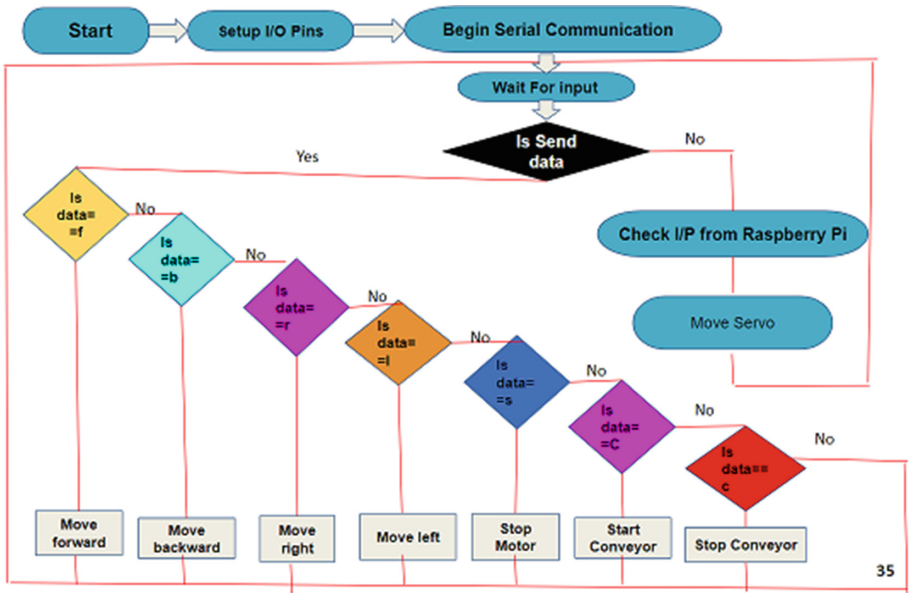 Start
Setup I/O Pins
Begin Serial Communication
Wait For input
Is Send
data
Yes
No
Is
data=
=f
No
Is
data=
=b
No
Is
data=
=r
No
Is
data=
=l
No
Is
data=
=s
No
Is
data=
=C
No
Is
data==
c
No
Check I/P from Raspberry Pi
Move Servo
Move
forward
Move
backward
Move
right
Move left
Stop
Motor
Start
Conveyor
Stop Conveyor
35